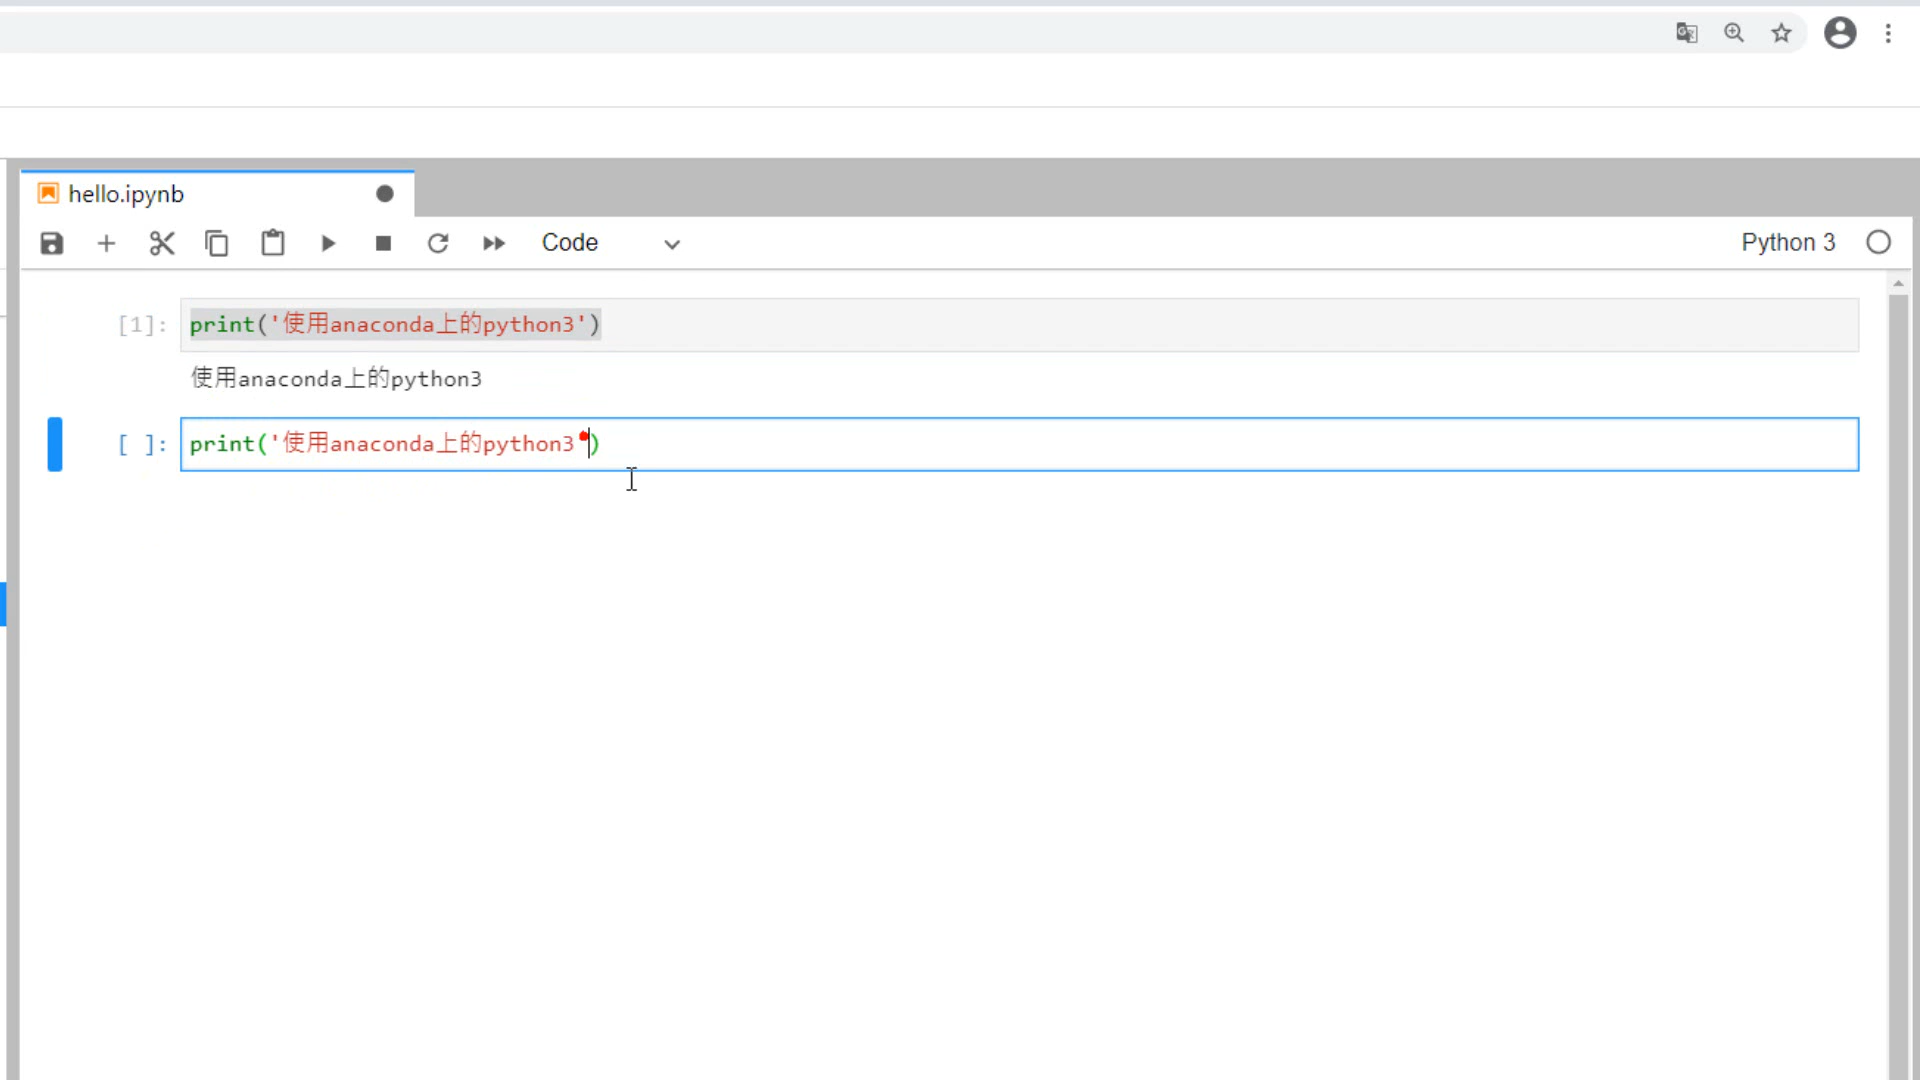 hello.ipynb
Code
Python 3
[1]:
print('使用anaconda上的python3')
使用anaconda上的python3
[ ]:
print('使用anaconda上的python3')